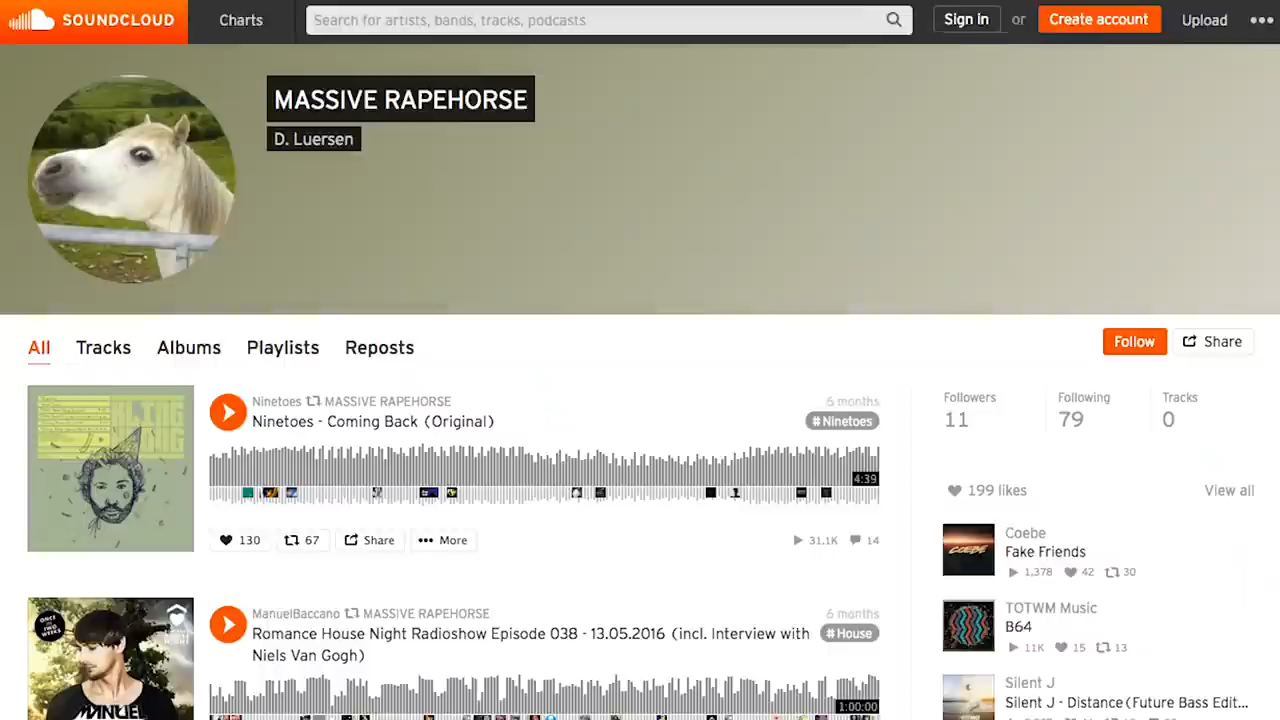 SOUNDCLOUD
Charts
Search for artists, bands, tracks, podcasts
Sign in or Create account Upload
MASSIVE RAPEHORSE
D. Luersen
All Tracks Albums Playlists Reposts
Follow Share
Ninetoes MASSIVE RAPEHORSE 6 months
Ninetoes - Coming Back (Original) # Ninetoes
4:39
130 67 Share More 31.1K 14
Followers Following Tracks
11 79 0
199 likes View all
Coebe
Fake Friends
1,378 42 30
TOTWM Music
B64
11K 15 13
Silent J
Silent J - Distance (Future Bass Edit...
ManuelBaccano MASSIVE RAPEHORSE 6 months
Romance House Night Radioshow Episode 038 - 13.05.2016 (incl. Interview with # House
Niels Van Gogh)
1:00:00
ONCE
TWO
WEEKS
MANUEL